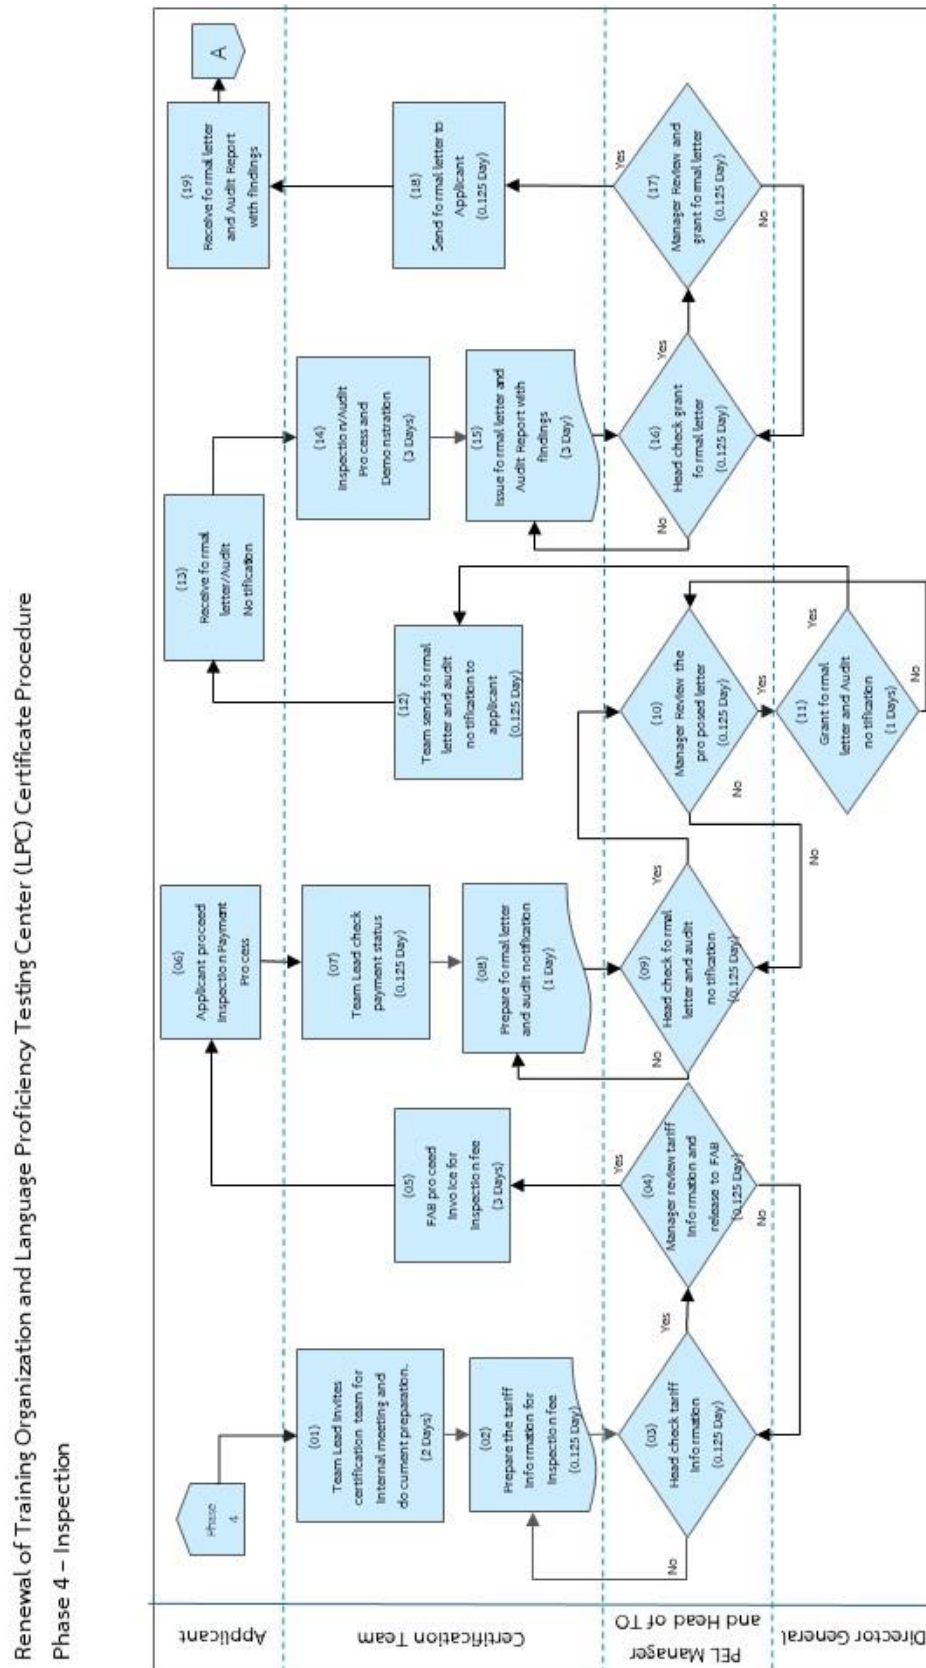 Renewal of Training Organization and Language Proficiency Testing Center (LPC) Certificate Procedure
Phase 4 – Inspection
Applicant
Certification Team
PEL Manager
and Head of TO
Director General
Phase
4
(01)
Team Lead invites
certification team for
Internal meeting and
document preparation.
(2 Days)
(02)
Prepare the tariff
Information for
Inspection fee
(0.125 Day)
(03)
Head check tariff
Information
(0.125 Day)
No
Yes
(04)
Manager review tariff
Information and
release to FAB
(0.125 Day)
No
Yes
(05)
FAB proceed
Invoice for
Inspection fee
(3 Days)
(06)
Applicant proceed
Inspection Payment
Process
(07)
Team Lead check
payment status
(0.125 Day)
(08)
Prepare formal letter
and audit notification
(1 Day)
(09)
Head check formal
letter and audit
notification
(0.125 Day)
No
Yes
(10)
Manager Review the
proposed letter
(0.125 Day)
No
No
Yes
(11)
Grant formal
letter and Audit
notification
(1 Days)
Yes
No
(12)
Team sends formal
letter and audit
notification to
applicant
(0.125 Day)
(13)
Receive formal
letter/Audit
Notification
(14)
Inspection/Audit
Process and
Demonstration
(3 Days)
(15)
Issue formal letter and
Audit Report with
findings
(3 Day)
(16)
Head check grant
formal letter
(0.125 Day)
No
Yes
(17)
Manager Review and
grant formal letter
(0.125 Day)
No
Yes
(18)
Send formal letter to
Applicant
(0.125 Day)
(19)
Receive formal letter
and Audit Report
with findings
A